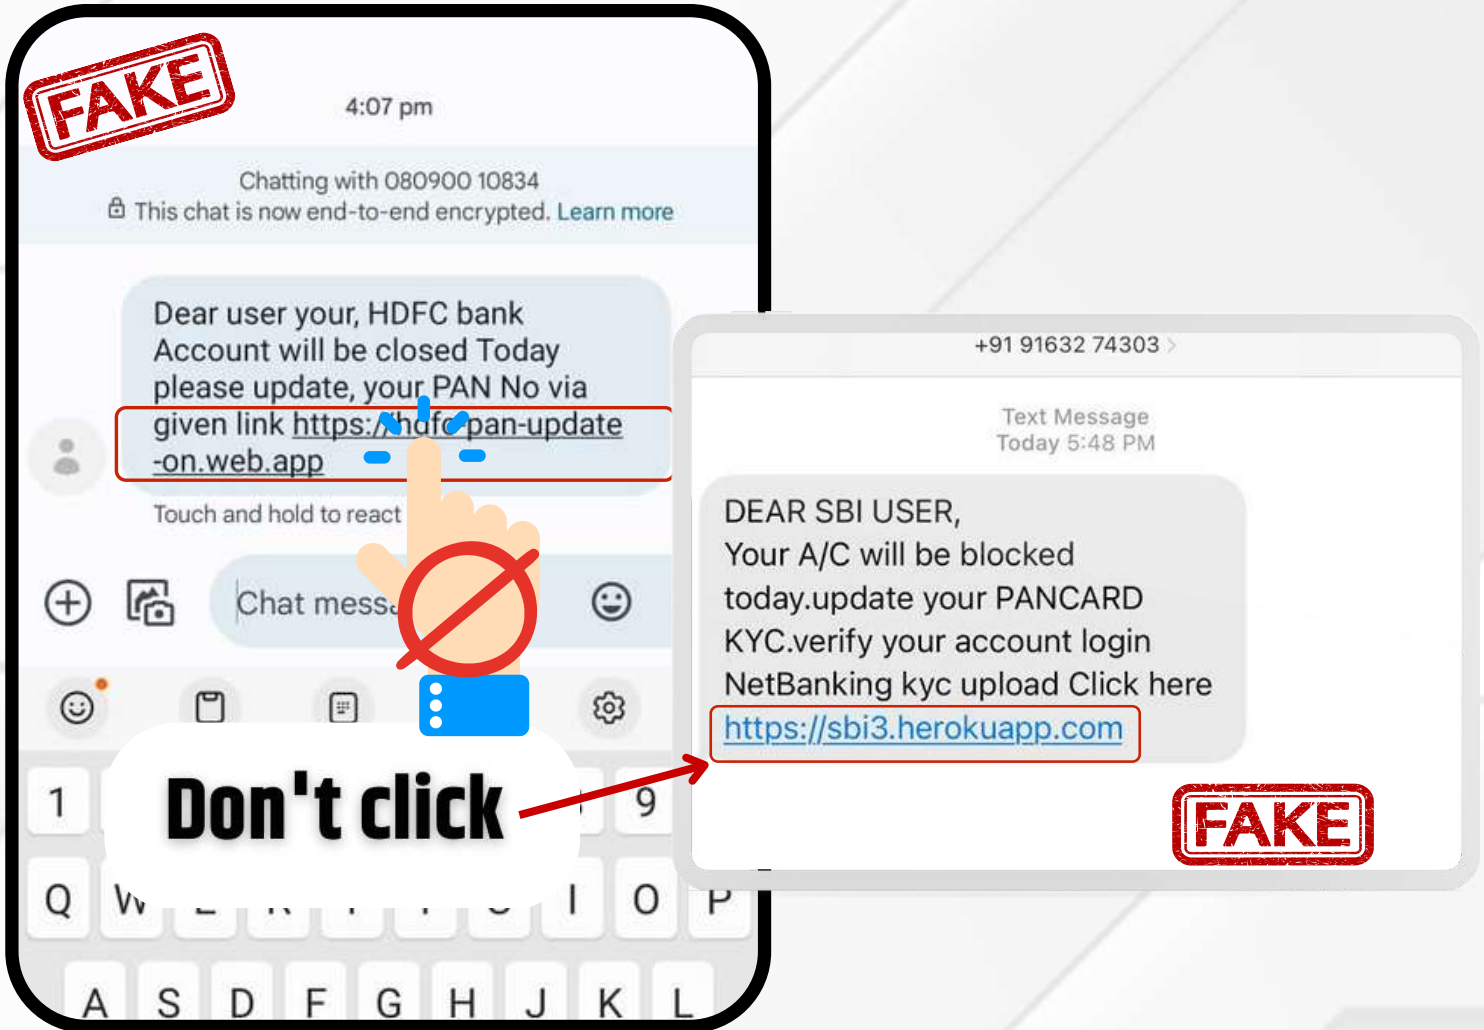 FAKE
4:07 pm
Chatting with 080900 10834
This chat is now end-to-end encrypted. Learn more
Dear user your, HDFC bank
Account will be closed Today
please update, your PAN No via
given link https://hdfc-pan-update
-on.web.app
Touch and hold to react
Chat
Don't click
1
9
Q W I O P
A S D F G H J K L
+91 91632 74303
Text Message
Today 5:48 PM
DEAR SBI USER,
Your A/C will be blocked
today.update your PANCARD
KYC.verify your account login
NetBanking kyc upload Click here
https://sbi3.herokuapp.com
FAKE